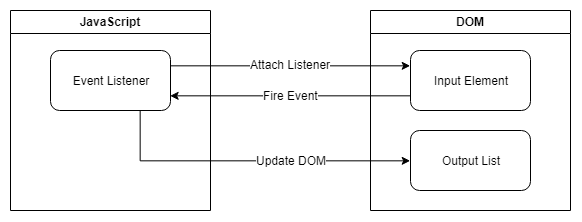 JavaScript
DOM
Event Listener
Attach Listener
Input Element
Fire Event
Update DOM
Output List